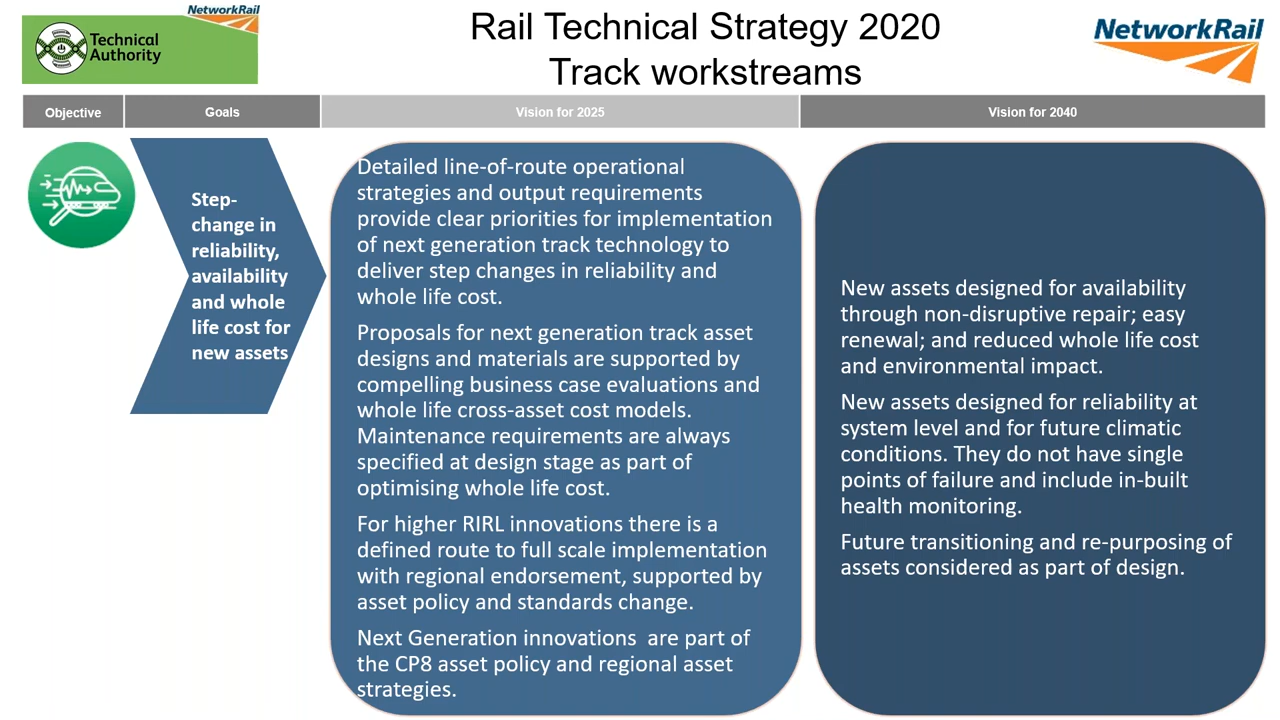 NetworkRail
Technical
Authority
Rail Technical Strategy 2020
Track workstreams
NetworkRail
Objective
Goals
Vision for 2025
Vision for 2040
Step-
change in
reliability,
availability
and whole
life cost for
new assets
Detailed line-of-route operational
strategies and output requirements
provide clear priorities for implementation
of next generation track technology to
deliver step changes in reliability and
whole life cost.
Proposals for next generation track asset
designs and materials are supported by
compelling business case evaluations and
whole life cross-asset cost models.
Maintenance requirements are always
specified at design stage as part of
optimising whole life cost.
For higher RIRL innovations there is a
defined route to full scale implementation
with regional endorsement, supported by
asset policy and standards change.
Next Generation innovations  are part of
the CP8 asset policy and regional asset
strategies.
New assets designed for availability
through non-disruptive repair; easy
renewal; and reduced whole life cost
and environmental impact.
New assets designed for reliability at
system level and for future climatic
conditions. They do not have single
points of failure and include in-built
health monitoring.
Future transitioning and re-purposing of
assets considered as part of design.